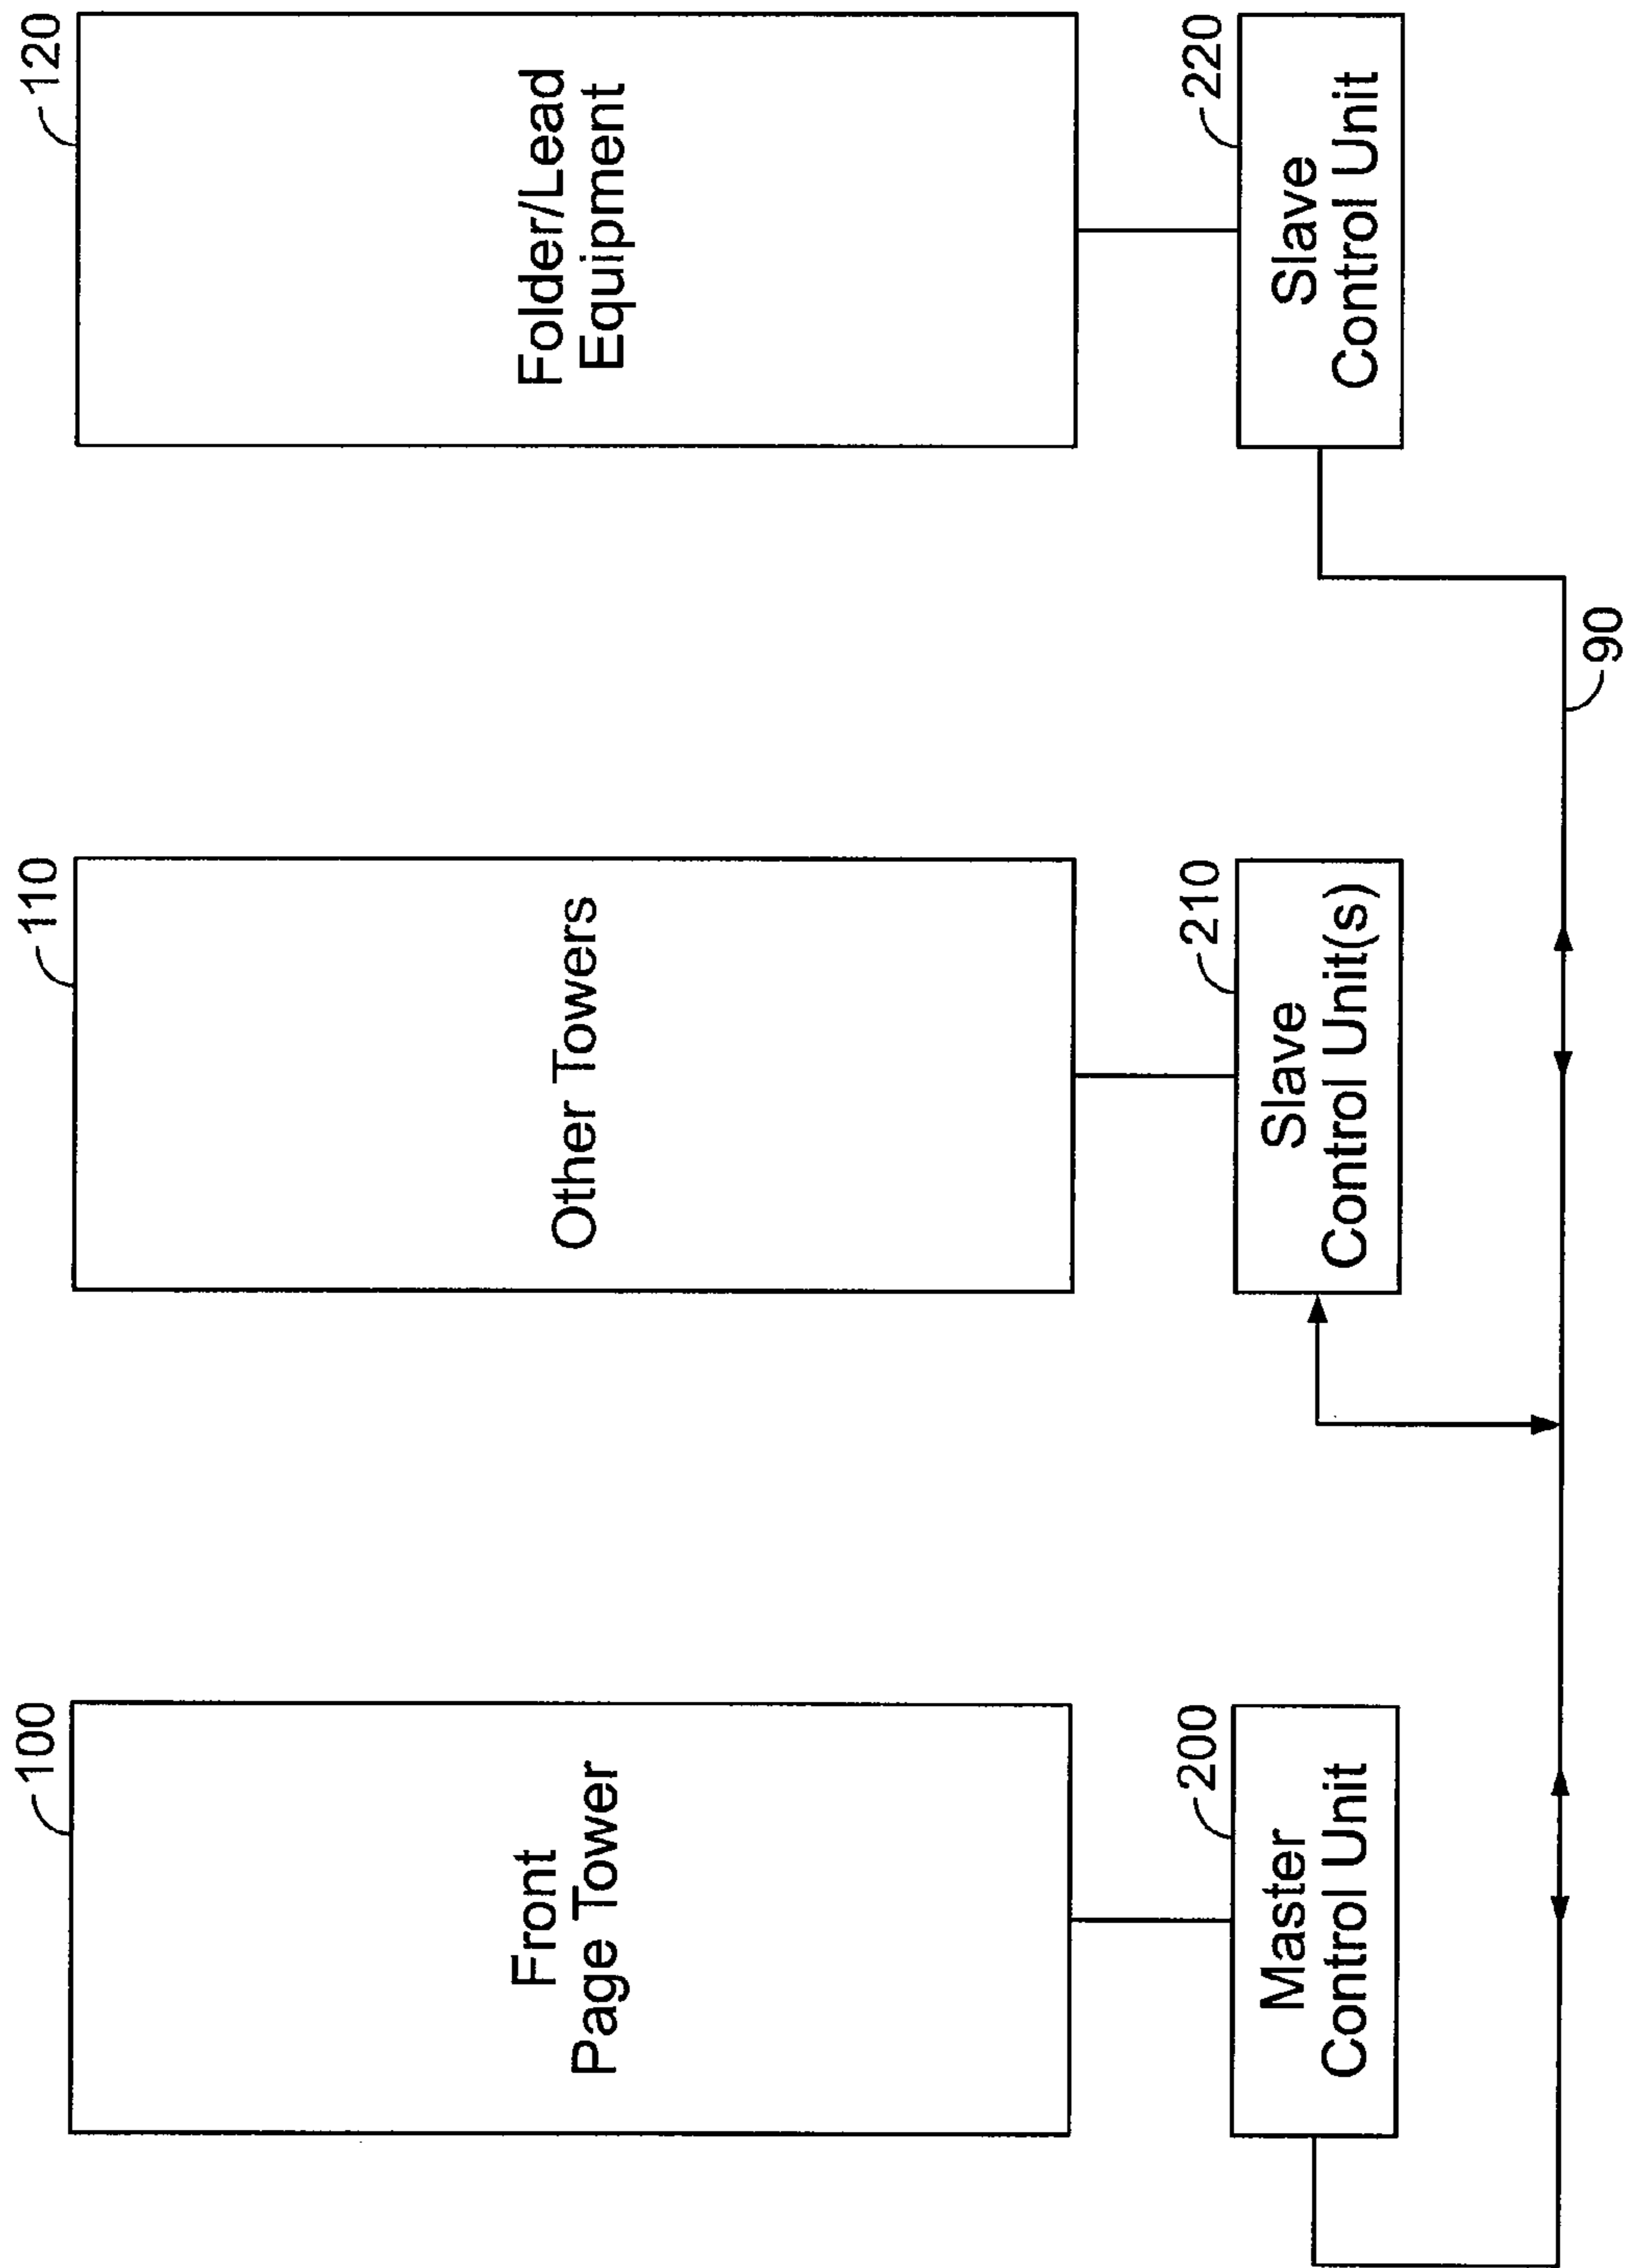 100
Front
Page Tower
200
Master
Control Unit
110
Other Towers
210
Slave
Control Unit(s)
120
Folder/Lead
Equipment
220
Slave
Control Unit
90